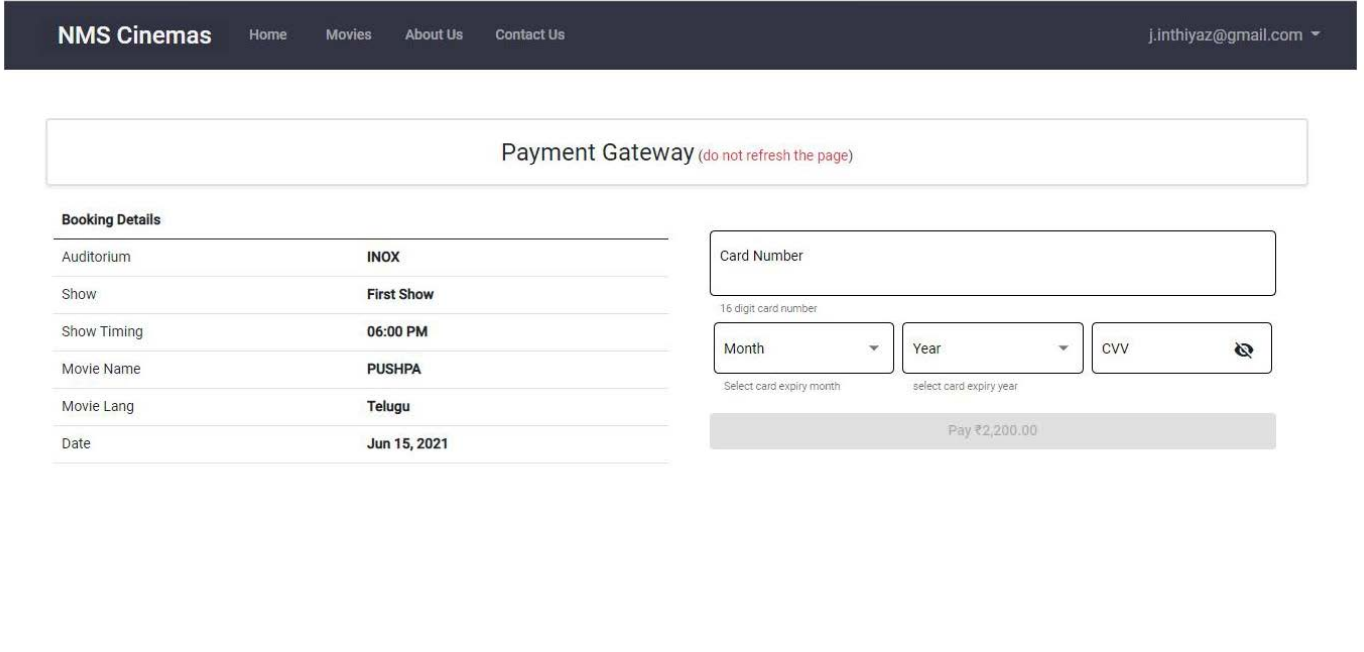 NMS Cinemas Home Movies About Us Contact Us j.inthiyaz@gmail.com
Payment Gateway (do not refresh the page)
Booking Details
Auditorium INOX
Show First Show
Show Timing 06:00 PM
Movie Name PUSHPA
Movie Lang Telugu
Date Jun 15, 2021
Card Number
16 digit card number
Month Year CVV
Select card expiry month select card expiry year
Pay ₹2,200.00